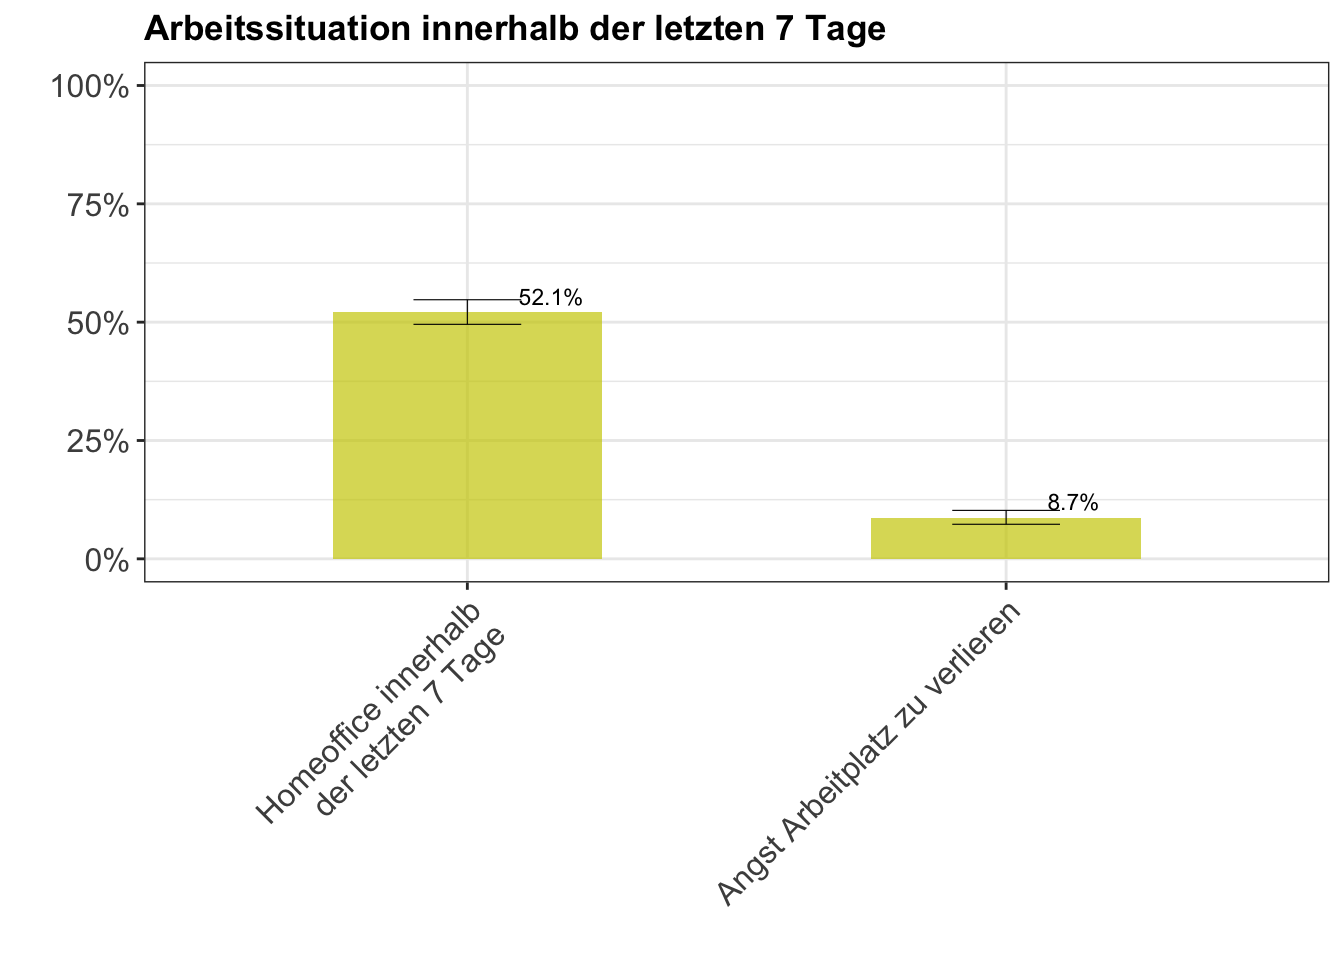 Arbeitssituation innerhalb der letzten 7 Tage
100%
75%
50%
25%
0%
52.1%
8.7%
Homeoffice innerhalb
der letzten 7 Tage
Angst Arbeitplatz zu verlieren